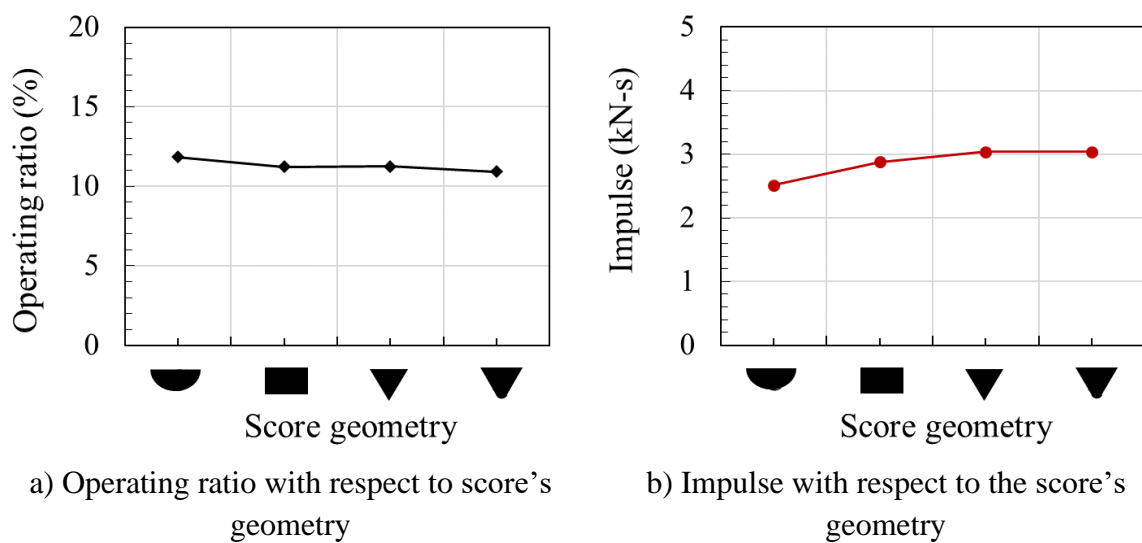 Operating ratio (%)
20
15
10
5
0
Score geometry
a) Operating ratio with respect to score's
geometry
Impulse (kN-s)
5
4
3
2
1
0
Score geometry
b) Impulse with respect to the score's
geometry